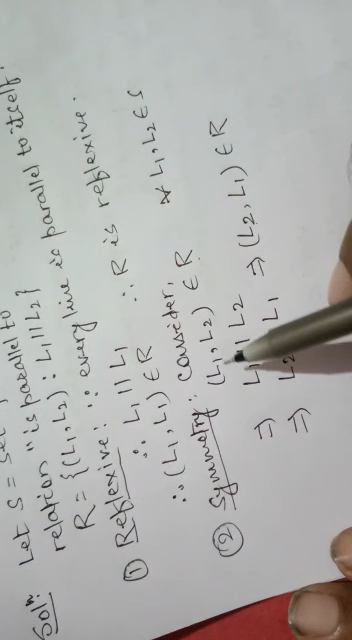 Soln: Let S = set
relation "is parallel to
R = {(L1, L2) : L1 || L2}
① Reflexive: ∵ every line is parallel to itself.
∴ L1 || L1
∴ (L1, L1) ∈ R ∴ R is reflexive.
② Symmetry: consider,
(L1, L2) ∈ R ∀ L1, L2 ∈ S
⇒ L1 || L2
⇒ L2 L1 ⇒ (L2, L1) ∈ R
⇒